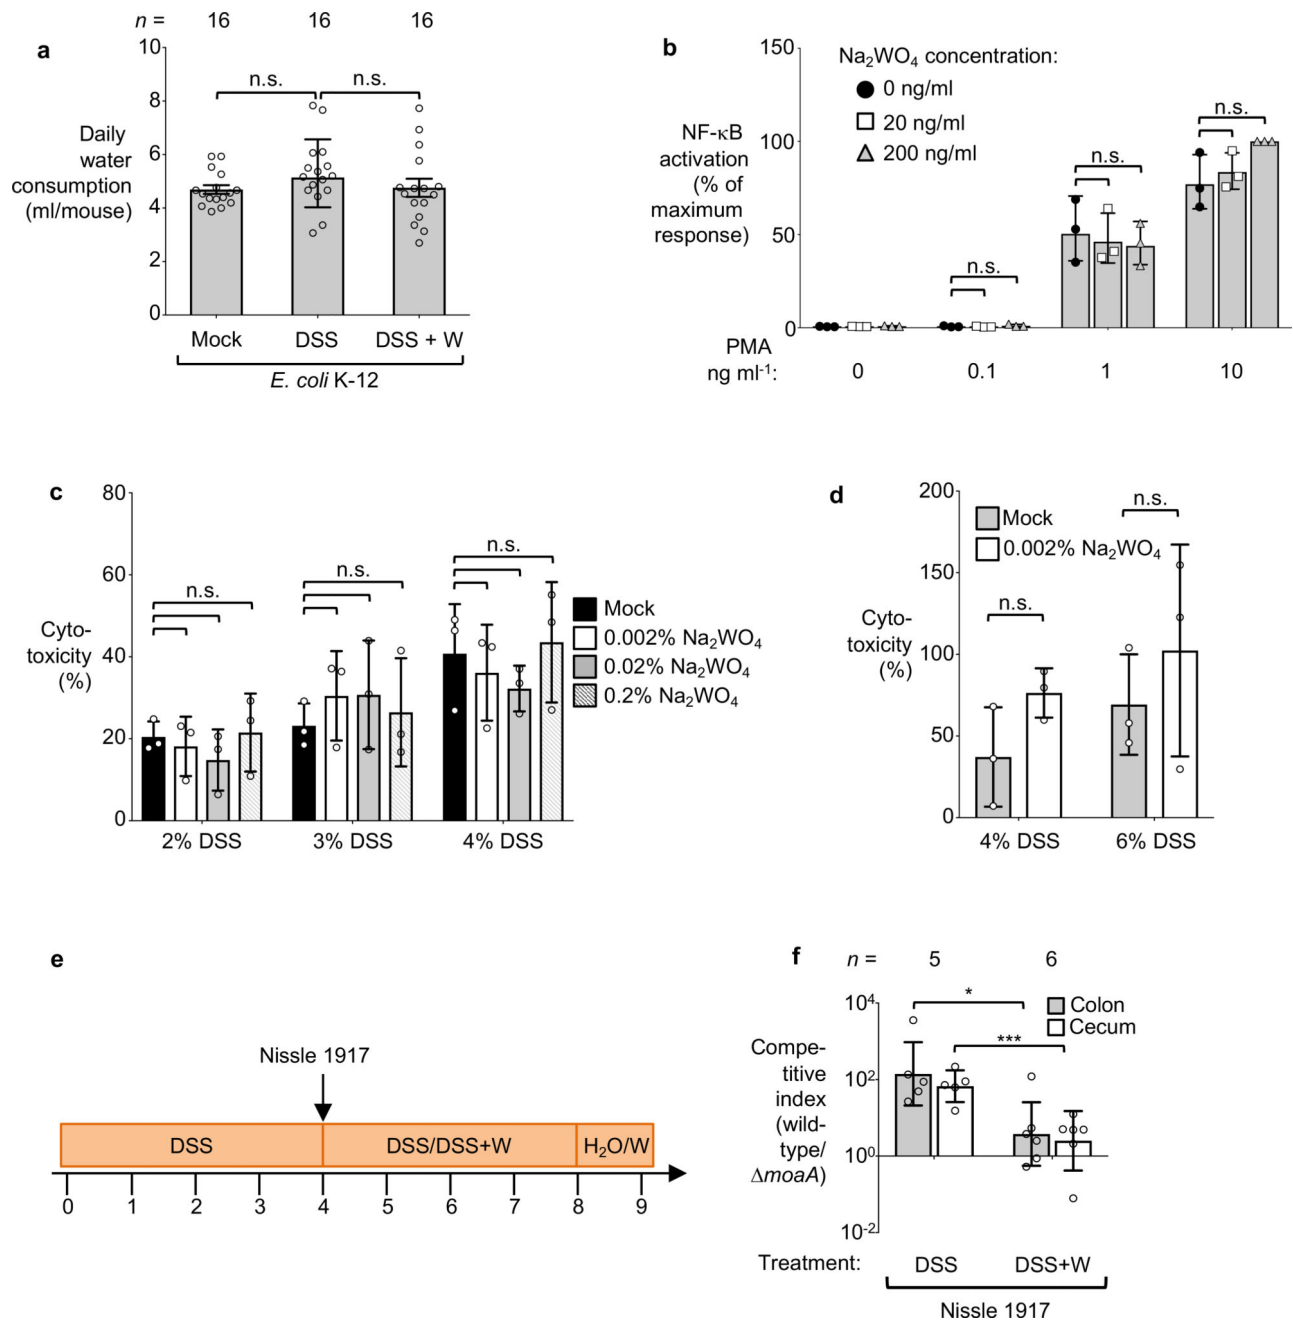 a
n = 16 16 16
10
8
6
4
2
0
Daily
water
consumption
(ml/mouse)
n.s. n.s.
Mock DSS DSS + W
E. coli K-12
b
150
100
50
0
Na₂WO₄ concentration:
0 ng/ml
20 ng/ml
200 ng/ml
NF-κB
activation
(% of
maximum
response)
n.s.
n.s.
n.s.
PMA
ng ml⁻¹: 0 0.1 1 10
c
80
60
40
20
0
Cyto-
toxicity
(%)
n.s. n.s. n.s.
Mock
0.002% Na₂WO₄
0.02% Na₂WO₄
0.2% Na₂WO₄
2% DSS 3% DSS 4% DSS
d
200
150
100
50
0
Mock
0.002% Na₂WO₄
Cyto-
toxicity
(%)
n.s. n.s.
4% DSS 6% DSS
e
Nissle 1917
DSS DSS/DSS+W H₂O/W
0 1 2 3 4 5 6 7 8 9
f
n = 5 6
10⁴
10²
10⁰
10⁻²
Compe-
titive
index
(wild-
type/
ΔmoaA)
*
***
Colon
Cecum
Treatment: DSS DSS+W
Nissle 1917